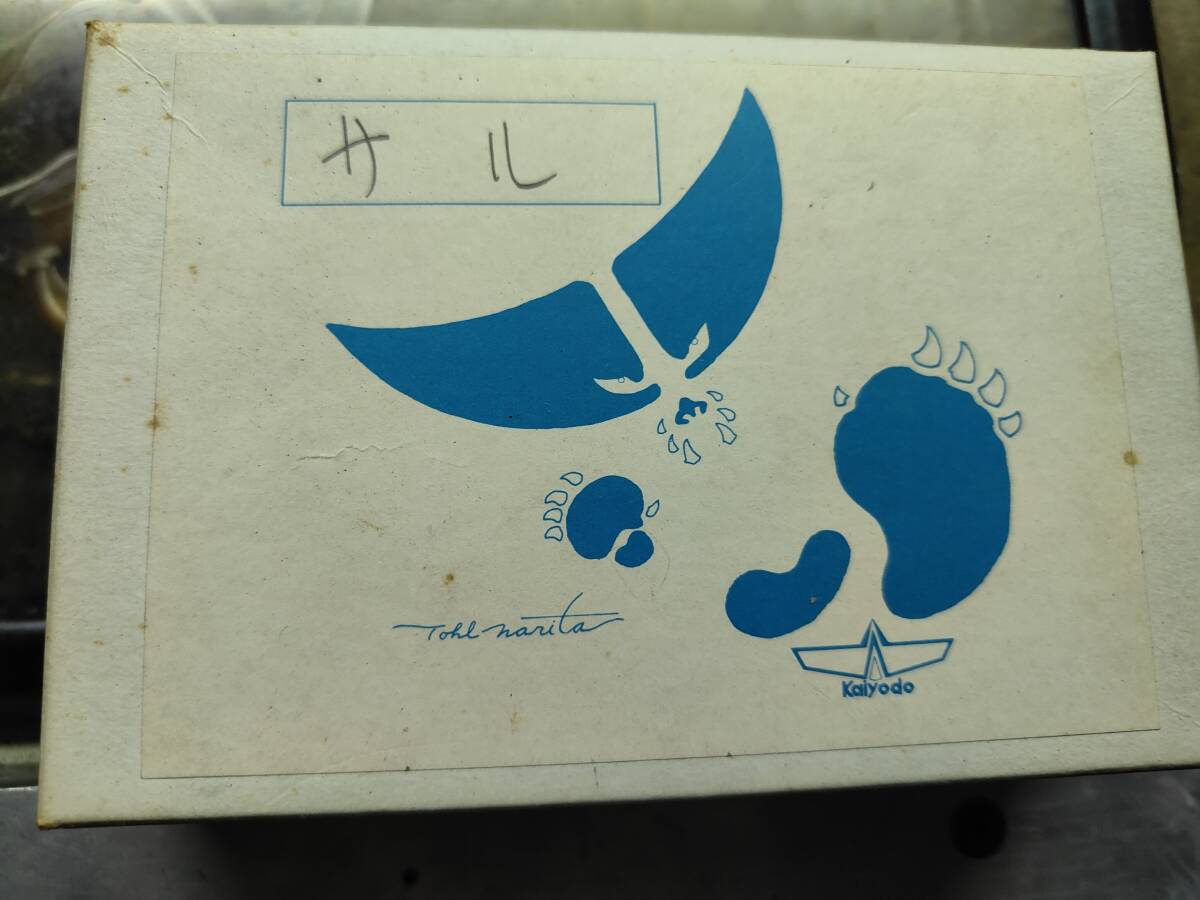 サル
Tohl narita
Kaiyodo